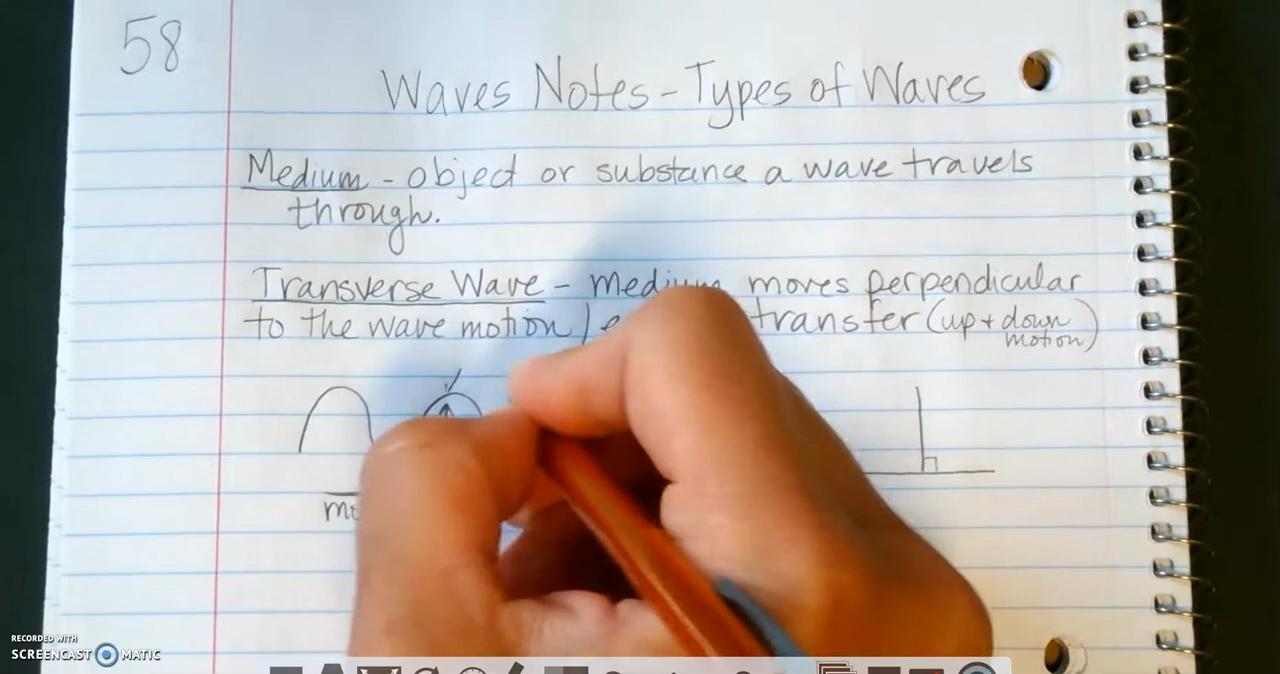 58
Waves Notes - Types of Waves
Medium - object or substance a wave travels
through.
Transverse Wave - medium moves perpendicular
to the wave motion / transfer (up + down
motion)
RECORDED WITH
SCREENCAST MATIC